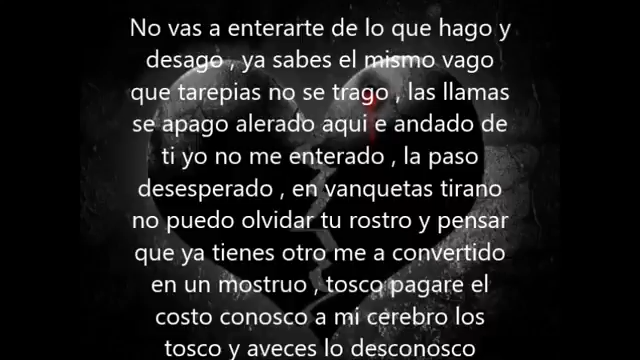 No vas a enterarte de lo que hago y
desago , ya sabes el mismo vago
que tarepias no se trago , las llamas
se apago alerado aqui e andado de
ti yo no me enterado , la paso
desesperado , en vanquetas tirano
no puedo olvidar tu rostro y pensar
que ya tienes otro me a convertido
en un mostruo , tosco pagare el
costo conosco a mi cerebro los
tosco y aveces lo desconosco